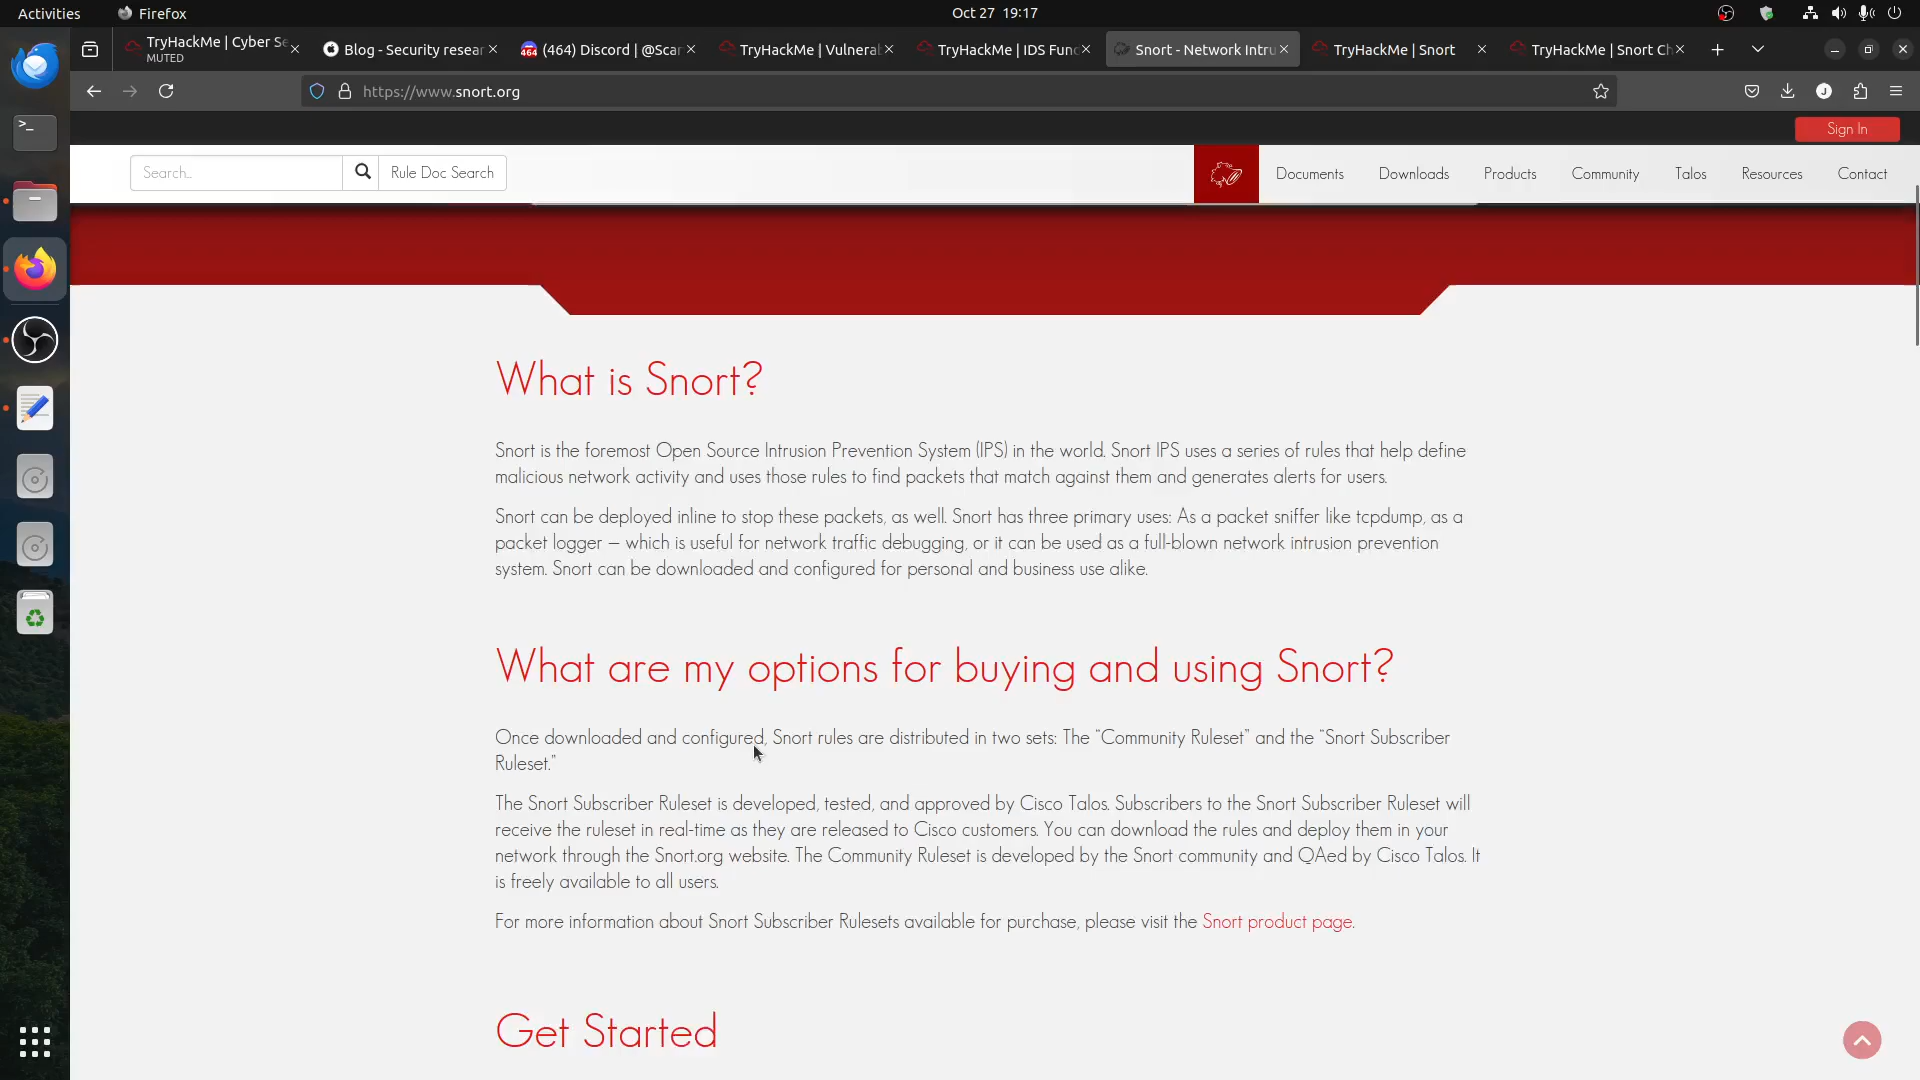 Activities
Firefox
Oct 27 19:17
TryHackMe | Cyber Se
MUTED
Blog - Security resear
(464) Discord | @Scar
TryHackMe | Vulneral
TryHackMe | IDS Func
Snort - Network Intru
TryHackMe | Snort
TryHackMe | Snort Ch
https://www.snort.org
Sign In
Search..
Rule Doc Search
Documents
Downloads
Products
Community
Talos
Resources
Contact
What is Snort?
Snort is the foremost Open Source Intrusion Prevention System (IPS) in the world. Snort IPS uses a series of rules that help define
malicious network activity and uses those rules to find packets that match against them and generates alerts for users.
Snort can be deployed inline to stop these packets, as well. Snort has three primary uses: As a packet sniffer like tcpdump, as a
packet logger — which is useful for network traffic debugging, or it can be used as a full-blown network intrusion prevention
system. Snort can be downloaded and configured for personal and business use alike.
What are my options for buying and using Snort?
Once downloaded and configured, Snort rules are distributed in two sets: The “Community Ruleset” and the “Snort Subscriber
Ruleset.”
The Snort Subscriber Ruleset is developed, tested, and approved by Cisco Talos. Subscribers to the Snort Subscriber Ruleset will
receive the ruleset in real-time as they are released to Cisco customers. You can download the rules and deploy them in your
network through the Snort.org website. The Community Ruleset is developed by the Snort community and QAed by Cisco Talos. It
is freely available to all users.
For more information about Snort Subscriber Rulesets available for purchase, please visit the Snort product page.
Get Started